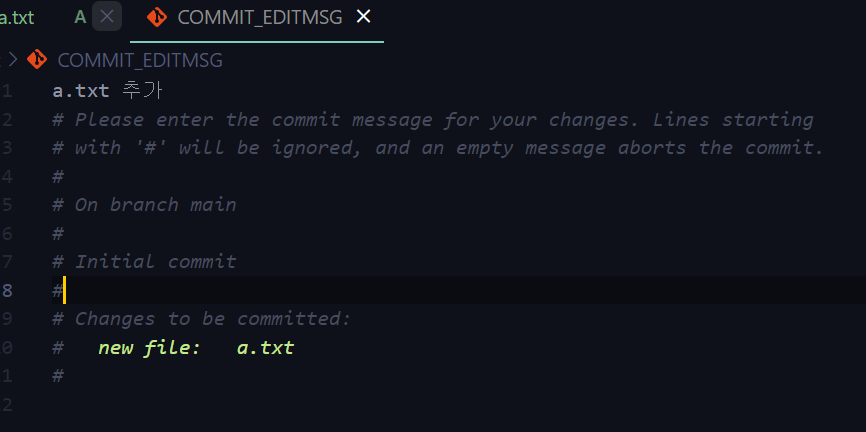 a.txt A COMMIT_EDITMSG
COMMIT_EDITMSG
1 a.txt 추가
2 # Please enter the commit message for your changes. Lines starting
3 # with '#' will be ignored, and an empty message aborts the commit.
4 #
5 # On branch main
6 #
7 # Initial commit
8 #
9 # Changes to be committed:
0 # new file: a.txt
1 #
2